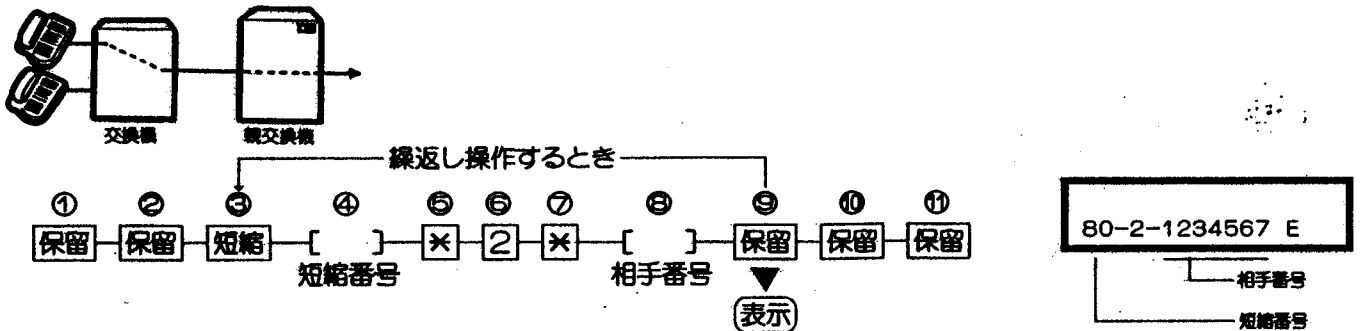 交換機 親交換機
繰返し操作するとき
① ② ③ ④ ⑤ ⑥ ⑦ ⑧ ⑨ ⑩ ⑪
保留 保留 短縮 [ ] * 2 * [ ] 保留 保留 保留
短縮番号 相手番号
表示
80-2-1234567 E
相手番号
短縮番号